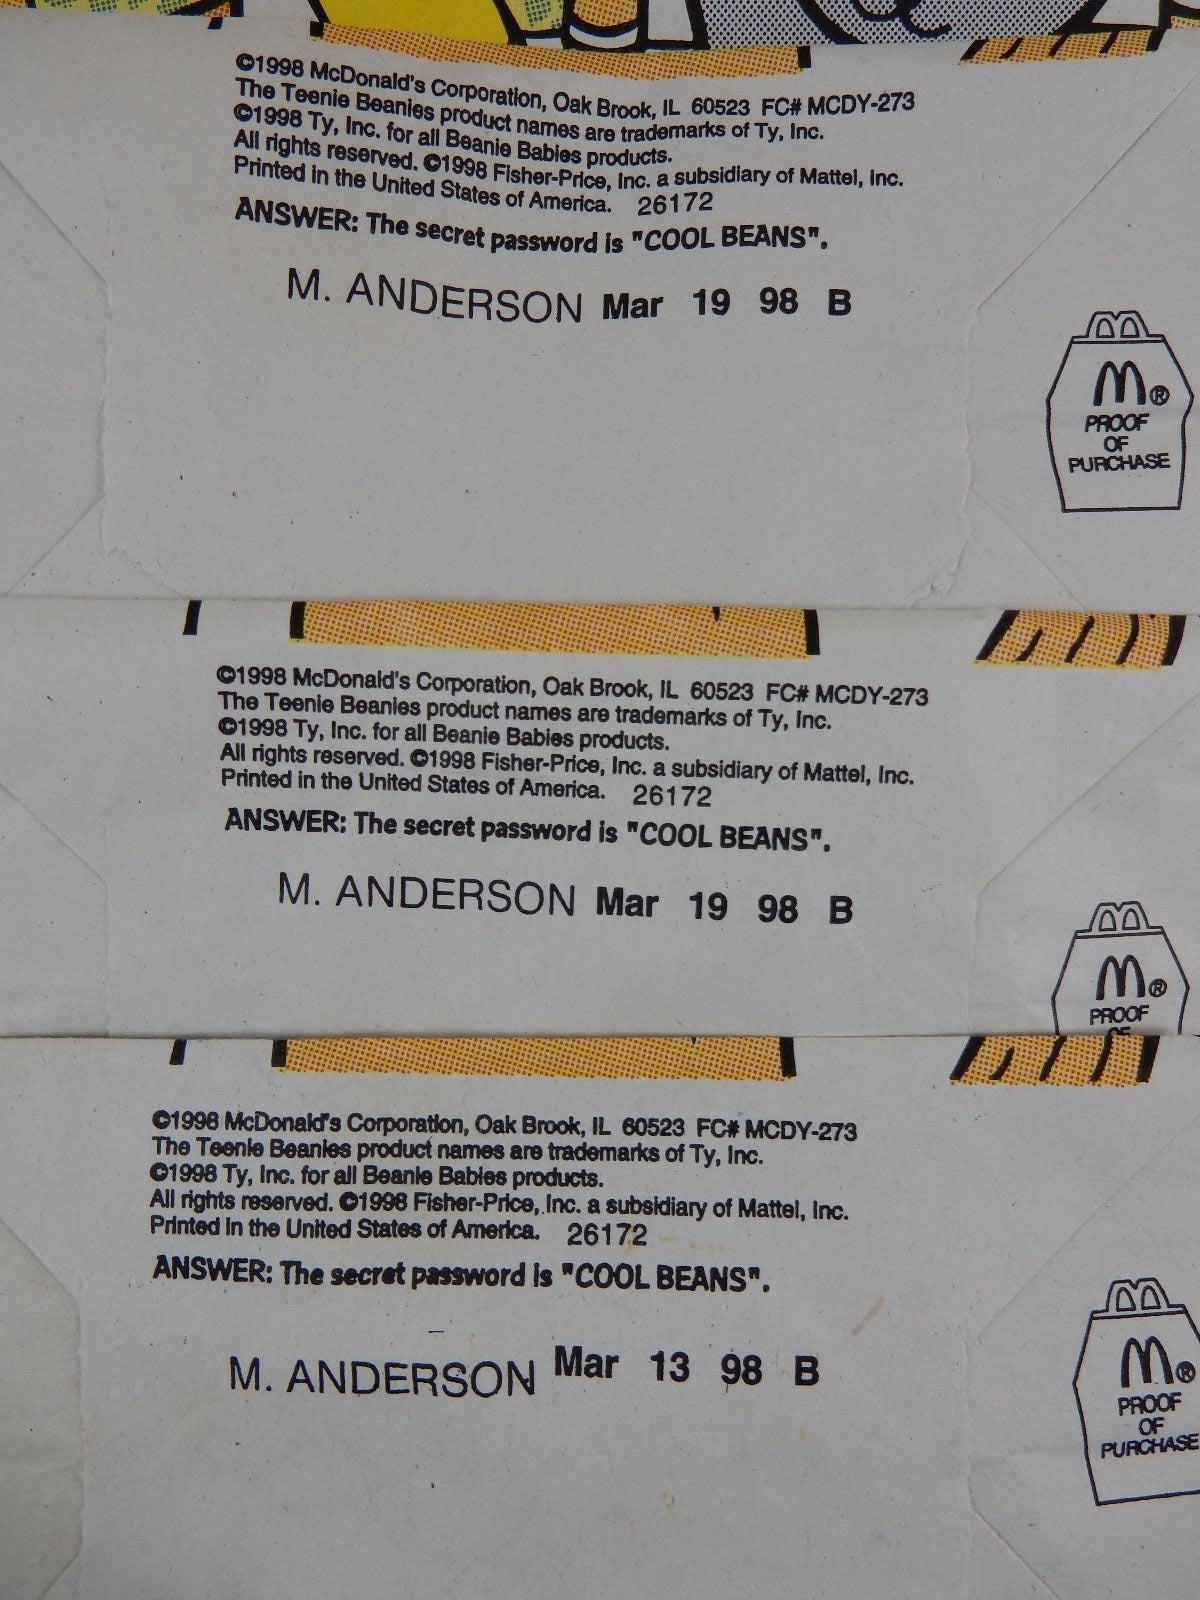 ©1998 McDonald's Corporation, Oak Brook, IL 60523 FC# MCDY-273
The Teenie Beanies product names are trademarks of Ty, Inc.
©1998 Ty, Inc. for all Beanie Babies products.
All rights reserved. ©1998 Fisher-Price, Inc. a subsidiary of Mattel, Inc.
Printed in the United States of America. 26172
ANSWER: The secret password is "COOL BEANS".
M. ANDERSON Mar 19 98 B
M®
PROOF
OF
PURCHASE
©1998 McDonald's Corporation, Oak Brook, IL 60523 FC# MCDY-273
The Teenie Beanies product names are trademarks of Ty, Inc.
©1998 Ty, Inc. for all Beanie Babies products.
All rights reserved. ©1998 Fisher-Price, Inc. a subsidiary of Mattel, Inc.
Printed in the United States of America. 26172
ANSWER: The secret password is "COOL BEANS".
M. ANDERSON Mar 19 98 B
M®
PROOF
OF
©1998 McDonald's Corporation, Oak Brook, IL 60523 FC# MCDY-273
The Teenie Beanies product names are trademarks of Ty, Inc.
©1998 Ty, Inc. for all Beanie Babies products.
All rights reserved. ©1998 Fisher-Price, Inc. a subsidiary of Mattel, Inc.
Printed in the United States of America. 26172
ANSWER: The secret password is "COOL BEANS".
M. ANDERSON Mar 13 98 B
M®
PROOF
OF
PURCHASE